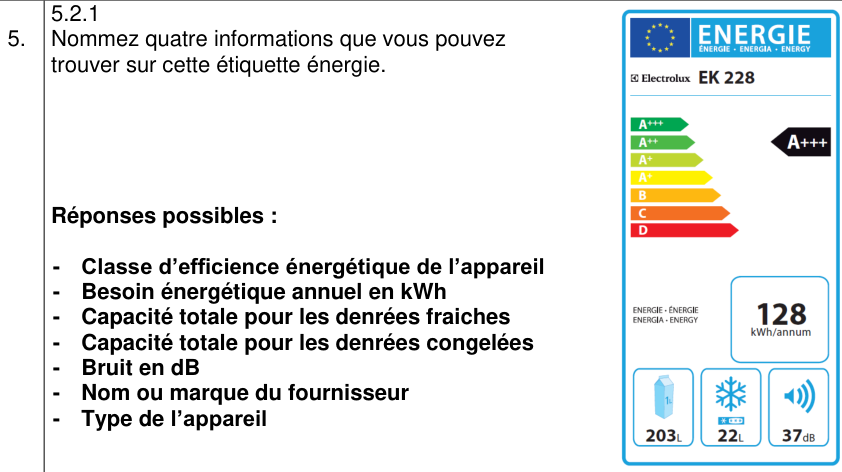 5.2.1
5. Nommez quatre informations que vous pouvez
trouver sur cette étiquette énergie.
Réponses possibles :
- Classe d'efficience énergétique de l'appareil
- Besoin énergétique annuel en kWh
- Capacité totale pour les denrées fraiches
- Capacité totale pour les denrées congelées
- Bruit en dB
- Nom ou marque du fournisseur
- Type de l'appareil
ENERGIE
ÉNERGIE · ENERGIA · ENERGY
Electrolux EK 228
A+++
A++
A+
A+
B
C
D
A+++
ENERGIE · ÉNERGIE
ENERGIA · ENERGY
128
kWh/annum
1L
203L
22L
37dB